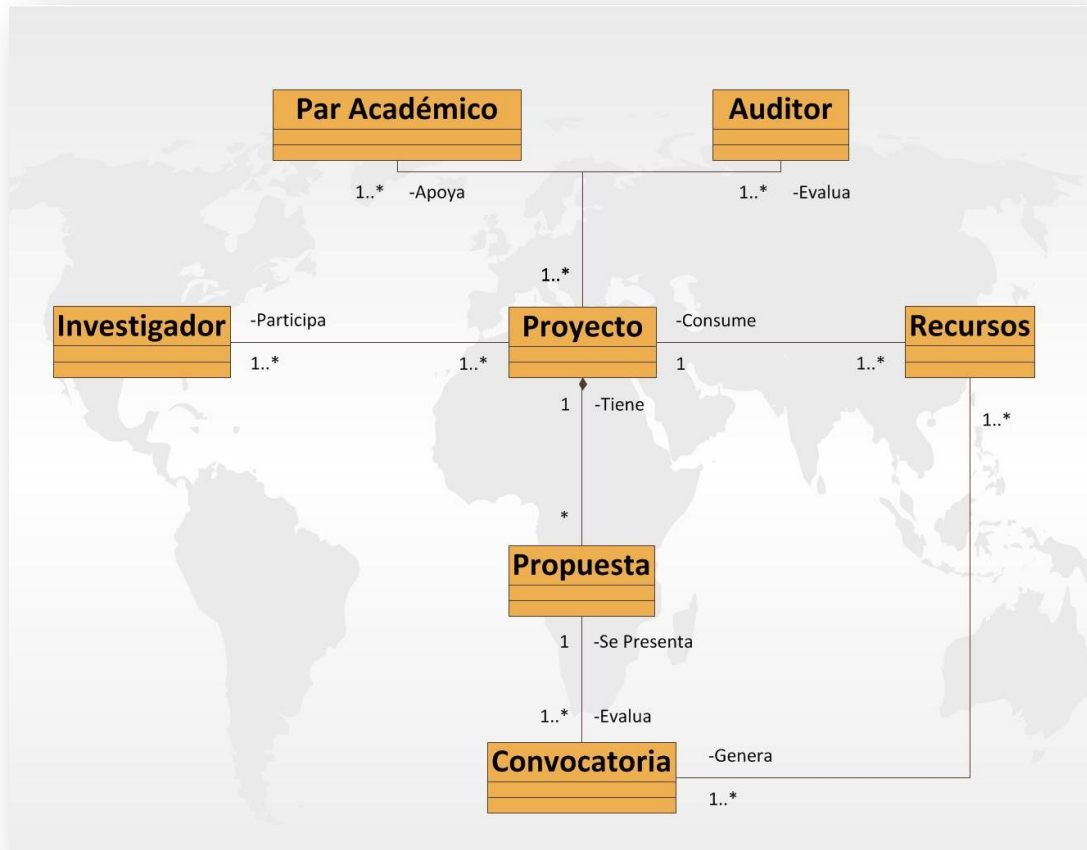 Par Académico
Auditor
1..* -Apoya
1..* -Evalua
1..*
Investigador
-Participa
1..*
1..*
Proyecto
-Consume
1
1..*
Recursos
1 -Tiene
1..*
*
Propuesta
1 -Se Presenta
1..* -Evalua
Convocatoria
-Genera
1..*